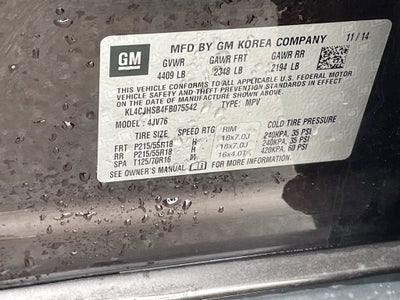 GM
MFD BY GM KOREA COMPANY 11/14
GVWR GAWR FRT GAWR RR
4409 LB 2348 LB 2194 LB
THIS VEHICLE CONFORMS TO ALL APPLICABLE U.S. FEDERAL MOTOR
VEHICLE SAFETY, BUMPER, AND THEFT PREVENTION STANDARDS IN
EFFECT ON THE DATE OF MANUFACTURE SHOWN ABOVE.
KL4CJHSB4FB075542 TYPE: MPV
MODEL: 4JV76
TIRE SIZE SPEED RTG RIM COLD TIRE PRESSURE
FRT P215/55R18 H 18x7.0J 240KPA, 35 PSI
RR P215/55R18 H 18x7.0J 240KPA, 35 PSI
SPA T125/70R16 M 16x4.0T 420KPA, 60 PSI
SEE OWNER'S MANUAL FOR MORE INFORMATION.